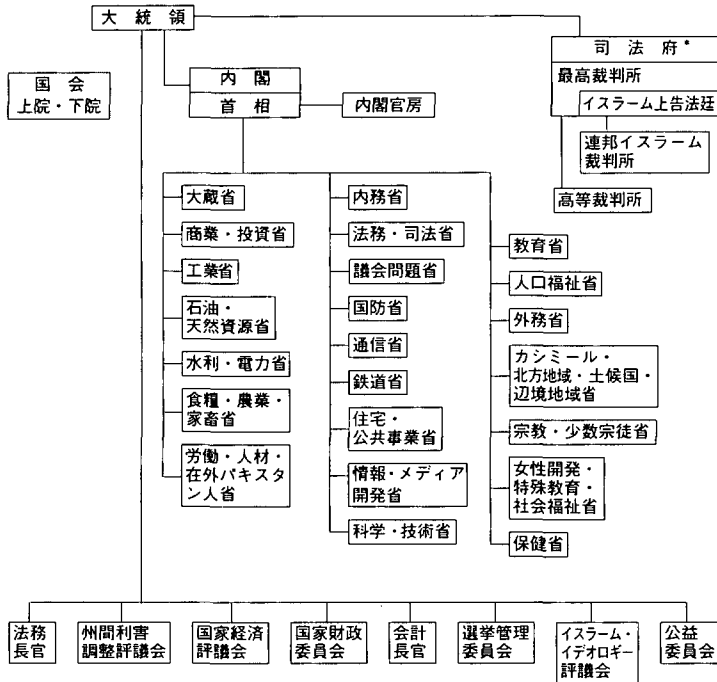 大統領
司法府*
最高裁判所
イスラーム上告法廷
連邦イスラーム
裁判所
高等裁判所
国会
上院・下院
内閣
首相
内閣官房
大蔵省
商業・投資省
工業省
石油・
天然資源省
水利・電力省
食糧・農業・
家畜省
労働・人材・
在外パキスタ
ン人省
内務省
法務・司法省
議会問題省
国防省
通信省
鉄道省
住宅・
公共事業省
情報・メディア
開発省
科学・技術省
教育省
人口福祉省
外務省
カシミール・
北方地域・土候国・
辺境地域省
宗教・少数宗徒省
女性開発・
特殊教育・
社会福祉省
保健省
法務
長官
州間利害
調整評議会
国家経済
評議会
国家財政
委員会
会計
長官
選挙管理
委員会
イスラーム・
イデオロギー
評議会
公益
委員会